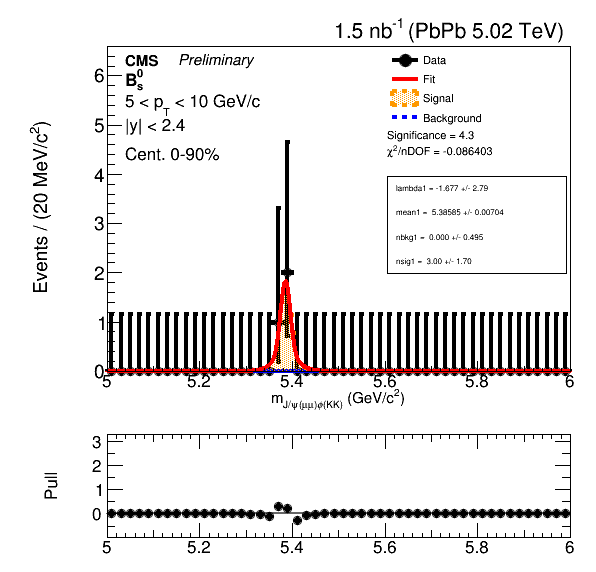 1.5 nb⁻¹ (PbPb 5.02 TeV)
CMS Preliminary
B⁰ₛ
5 < p_T < 10 GeV/c
|y| < 2.4
Cent. 0-90%
Data
Fit
Signal
Background
Significance = 4.3
χ²/nDOF = -0.086403
lambda1 = -1.677 +/- 2.79
mean1 = 5.38585 +/- 0.00704
nbkg1 = 0.000 +/- 0.495
nsig1 = 3.00 +/- 1.70
Events / (20 MeV/c²)
6
5
4
3
2
1
0
5 5.2 5.4 5.6 5.8 6
m_J/ψ(μμ)φ(KK) (GeV/c²)
Pull
3
2
1
0
5 5.2 5.4 5.6 5.8 6